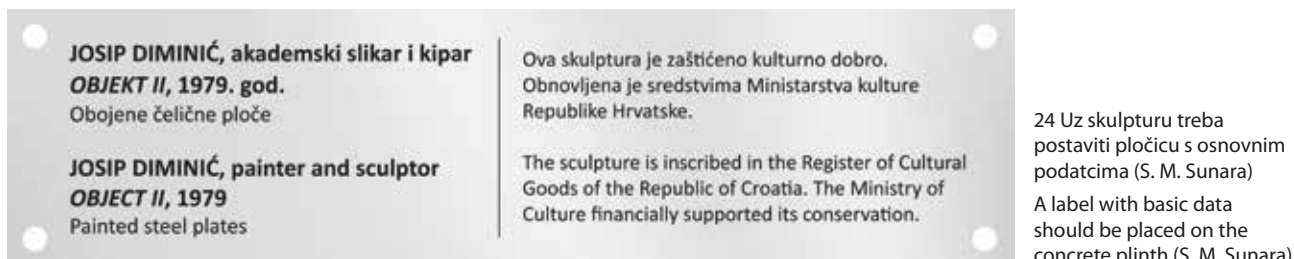 JOSIP DIMINIĆ, akademski slikar i kipar
OBJEKT II, 1979. god.
Obojene čelične ploče
JOSIP DIMINIĆ, painter and sculptor
OBJECT II, 1979
Painted steel plates
Ova skulptura je zaštićeno kulturno dobro.
Obnovljena je sredstvima Ministarstva kulture
Republike Hrvatske.
The sculpture is inscribed in the Register of Cultural
Goods of the Republic of Croatia. The Ministry of
Culture financially supported its conservation.
24 Uz skulpturu treba
postaviti pločicu s osnovnim
podatcima (S. M. Sunara)
A label with basic data
should be placed on the
concrete plinth (S. M. Sunara)